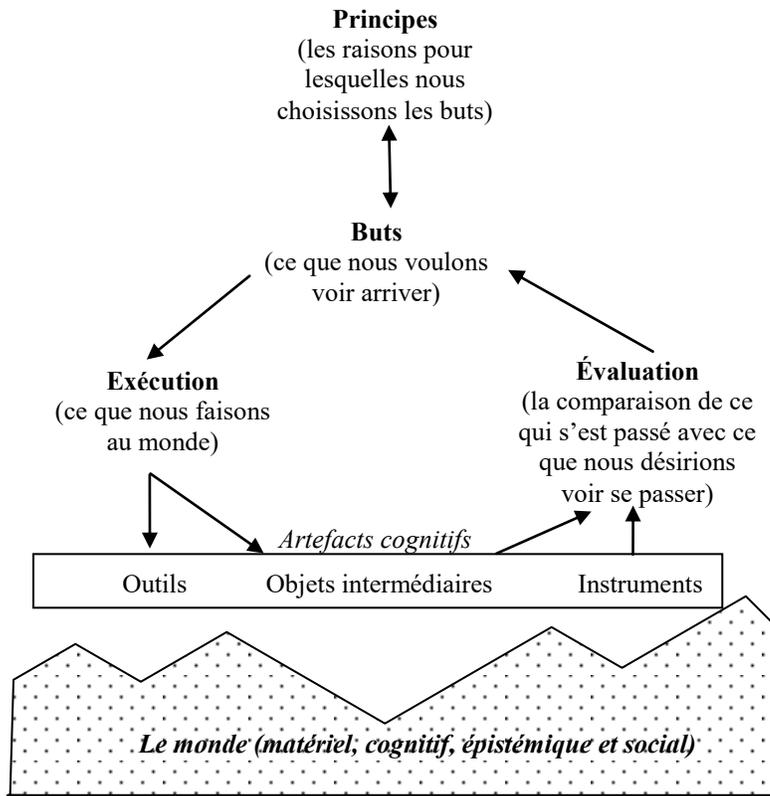 Principes
(les raisons pour
lesquelles nous
choisissons les buts)
Buts
(ce que nous voulons
voir arriver)
Exécution
(ce que nous faisons
au monde)
Évaluation
(la comparaison de ce
qui s’est passé avec ce
que nous désirions
voir se passer)
Artefacts cognitifs
Outils Objets intermédiaires Instruments
Le monde (matériel, cognitif, épistémique et social)